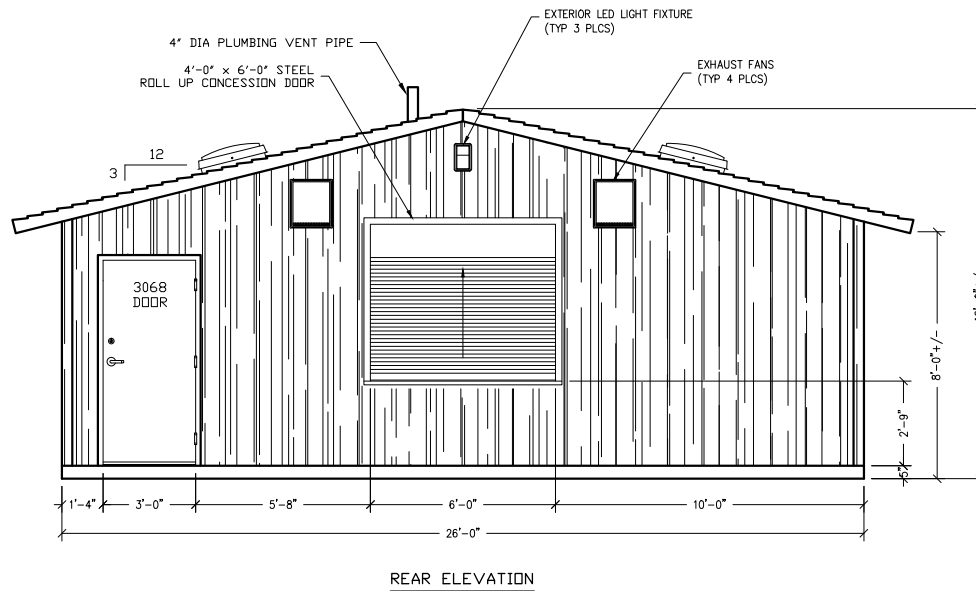 EXTERIOR LED LIGHT FIXTURE
(TYP 3 PLCS)
4" DIA PLUMBING VENT PIPE
4'-0" x 6'-0" STEEL
ROLL UP CONCESSION DOOR
EXHAUST FANS
(TYP 4 PLCS)
12
3
3068
DOOR
8'-0"+/-
2'-9"
5"
1'-4"
3'-0"
5'-8"
6'-0"
10'-0"
26'-0"
REAR ELEVATION